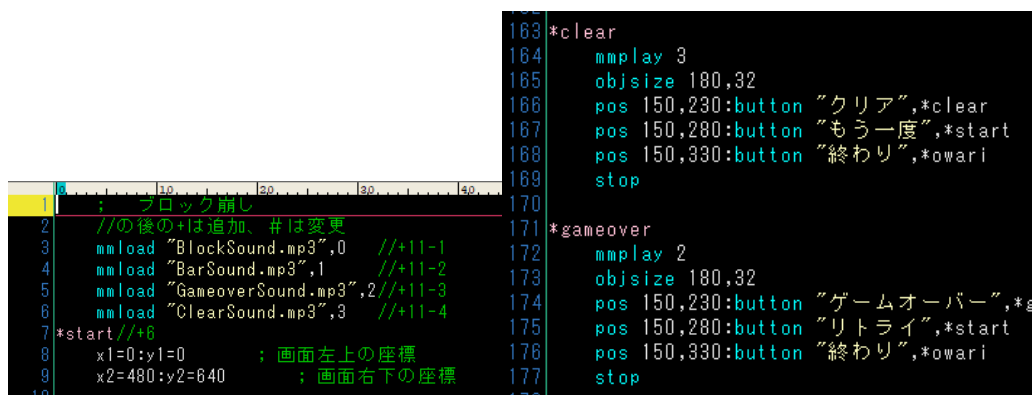 0 10 20 30 40
1 ; ブロック崩し
2 //の後の+は追加、#は変更
3 mmload "BlockSound.mp3",0 //+11-1
4 mmload "BarSound.mp3",1 //+11-2
5 mmload "GameoverSound.mp3",2//+11-3
6 mmload "ClearSound.mp3",3 //+11-4
7 *start//+6
8 x1=0:y1=0 ; 画面左上の座標
9 x2=480:y2=640 ; 画面右下の座標
163 *clear
164 mmplay 3
165 objsize 180,32
166 pos 150,230:button "クリア",*clear
167 pos 150,280:button "もう一度",*start
168 pos 150,330:button "終わり",*owari
169 stop
170
171 *gameover
172 mmplay 2
173 objsize 180,32
174 pos 150,230:button "ゲームオーバー",*g
175 pos 150,280:button "リトライ",*start
176 pos 150,330:button "終わり",*owari
177 stop